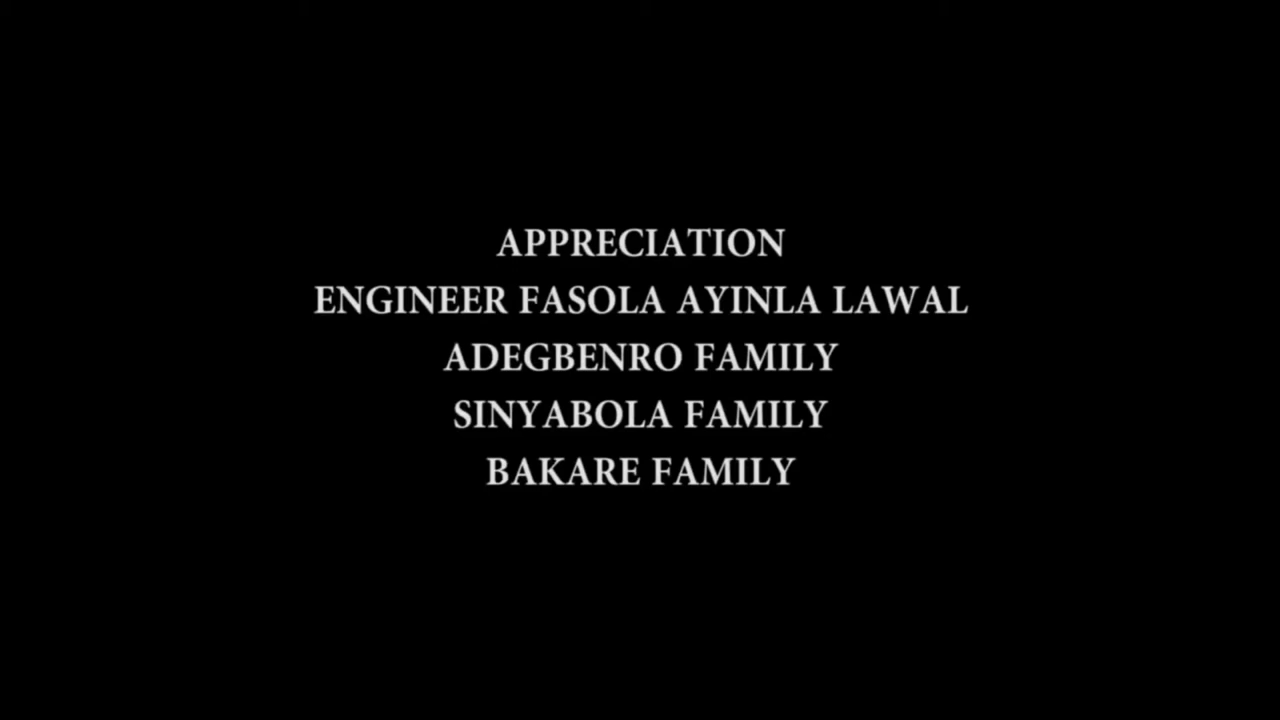 APPRECIATION
ENGINEER FASOLA AYINLA LAWAL
ADEGBENRO FAMILY
SINYABOLA FAMILY
BAKARE FAMILY